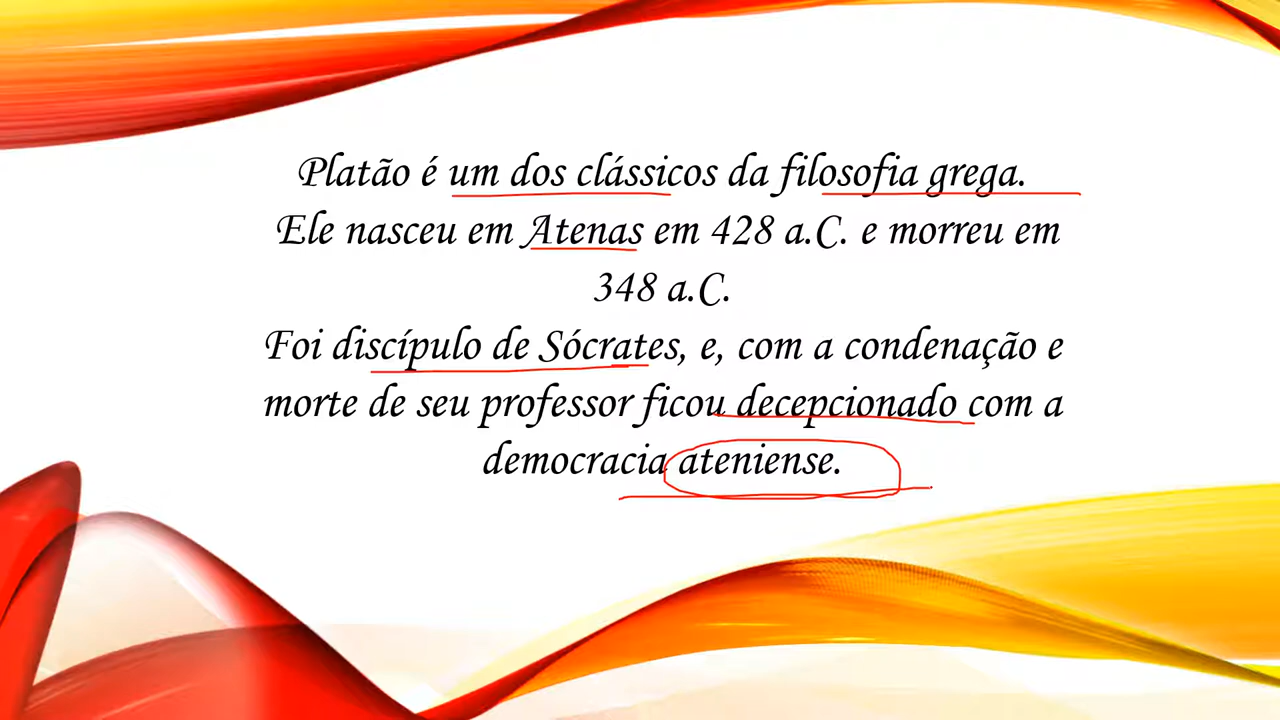 Platão é um dos clássicos da filosofia grega.
Ele nasceu em Atenas em 428 a.C. e morreu em
348 a.C.
Foi discípulo de Sócrates, e, com a condenação e
morte de seu professor ficou decepcionado com a
democracia ateniense.